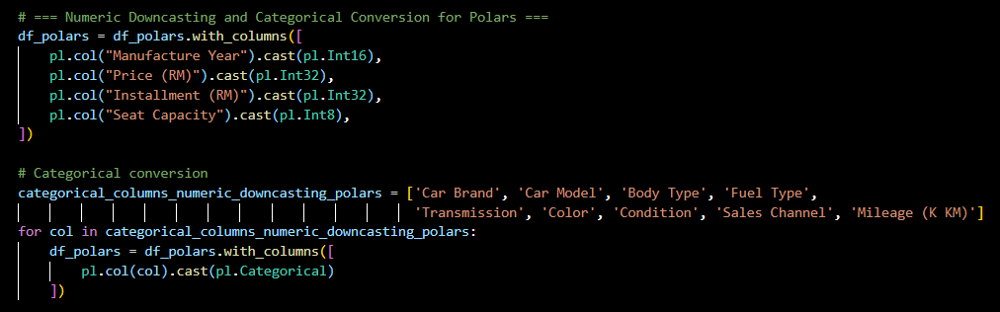 # === Numeric Downcasting and Categorical Conversion for Polars ===
df_polars = df_polars.with_columns([
    pl.col("Manufacture Year").cast(pl.Int16),
    pl.col("Price (RM)").cast(pl.Int32),
    pl.col("Installment (RM)").cast(pl.Int32),
    pl.col("Seat Capacity").cast(pl.Int8),
])

# Categorical conversion
categorical_columns_numeric_downcasting_polars = ['Car Brand', 'Car Model', 'Body Type', 'Fuel Type',
                                                  'Transmission', 'Color', 'Condition', 'Sales Channel', 'Mileage (K KM)']
for col in categorical_columns_numeric_downcasting_polars:
    df_polars = df_polars.with_columns([
        pl.col(col).cast(pl.Categorical)
    ])